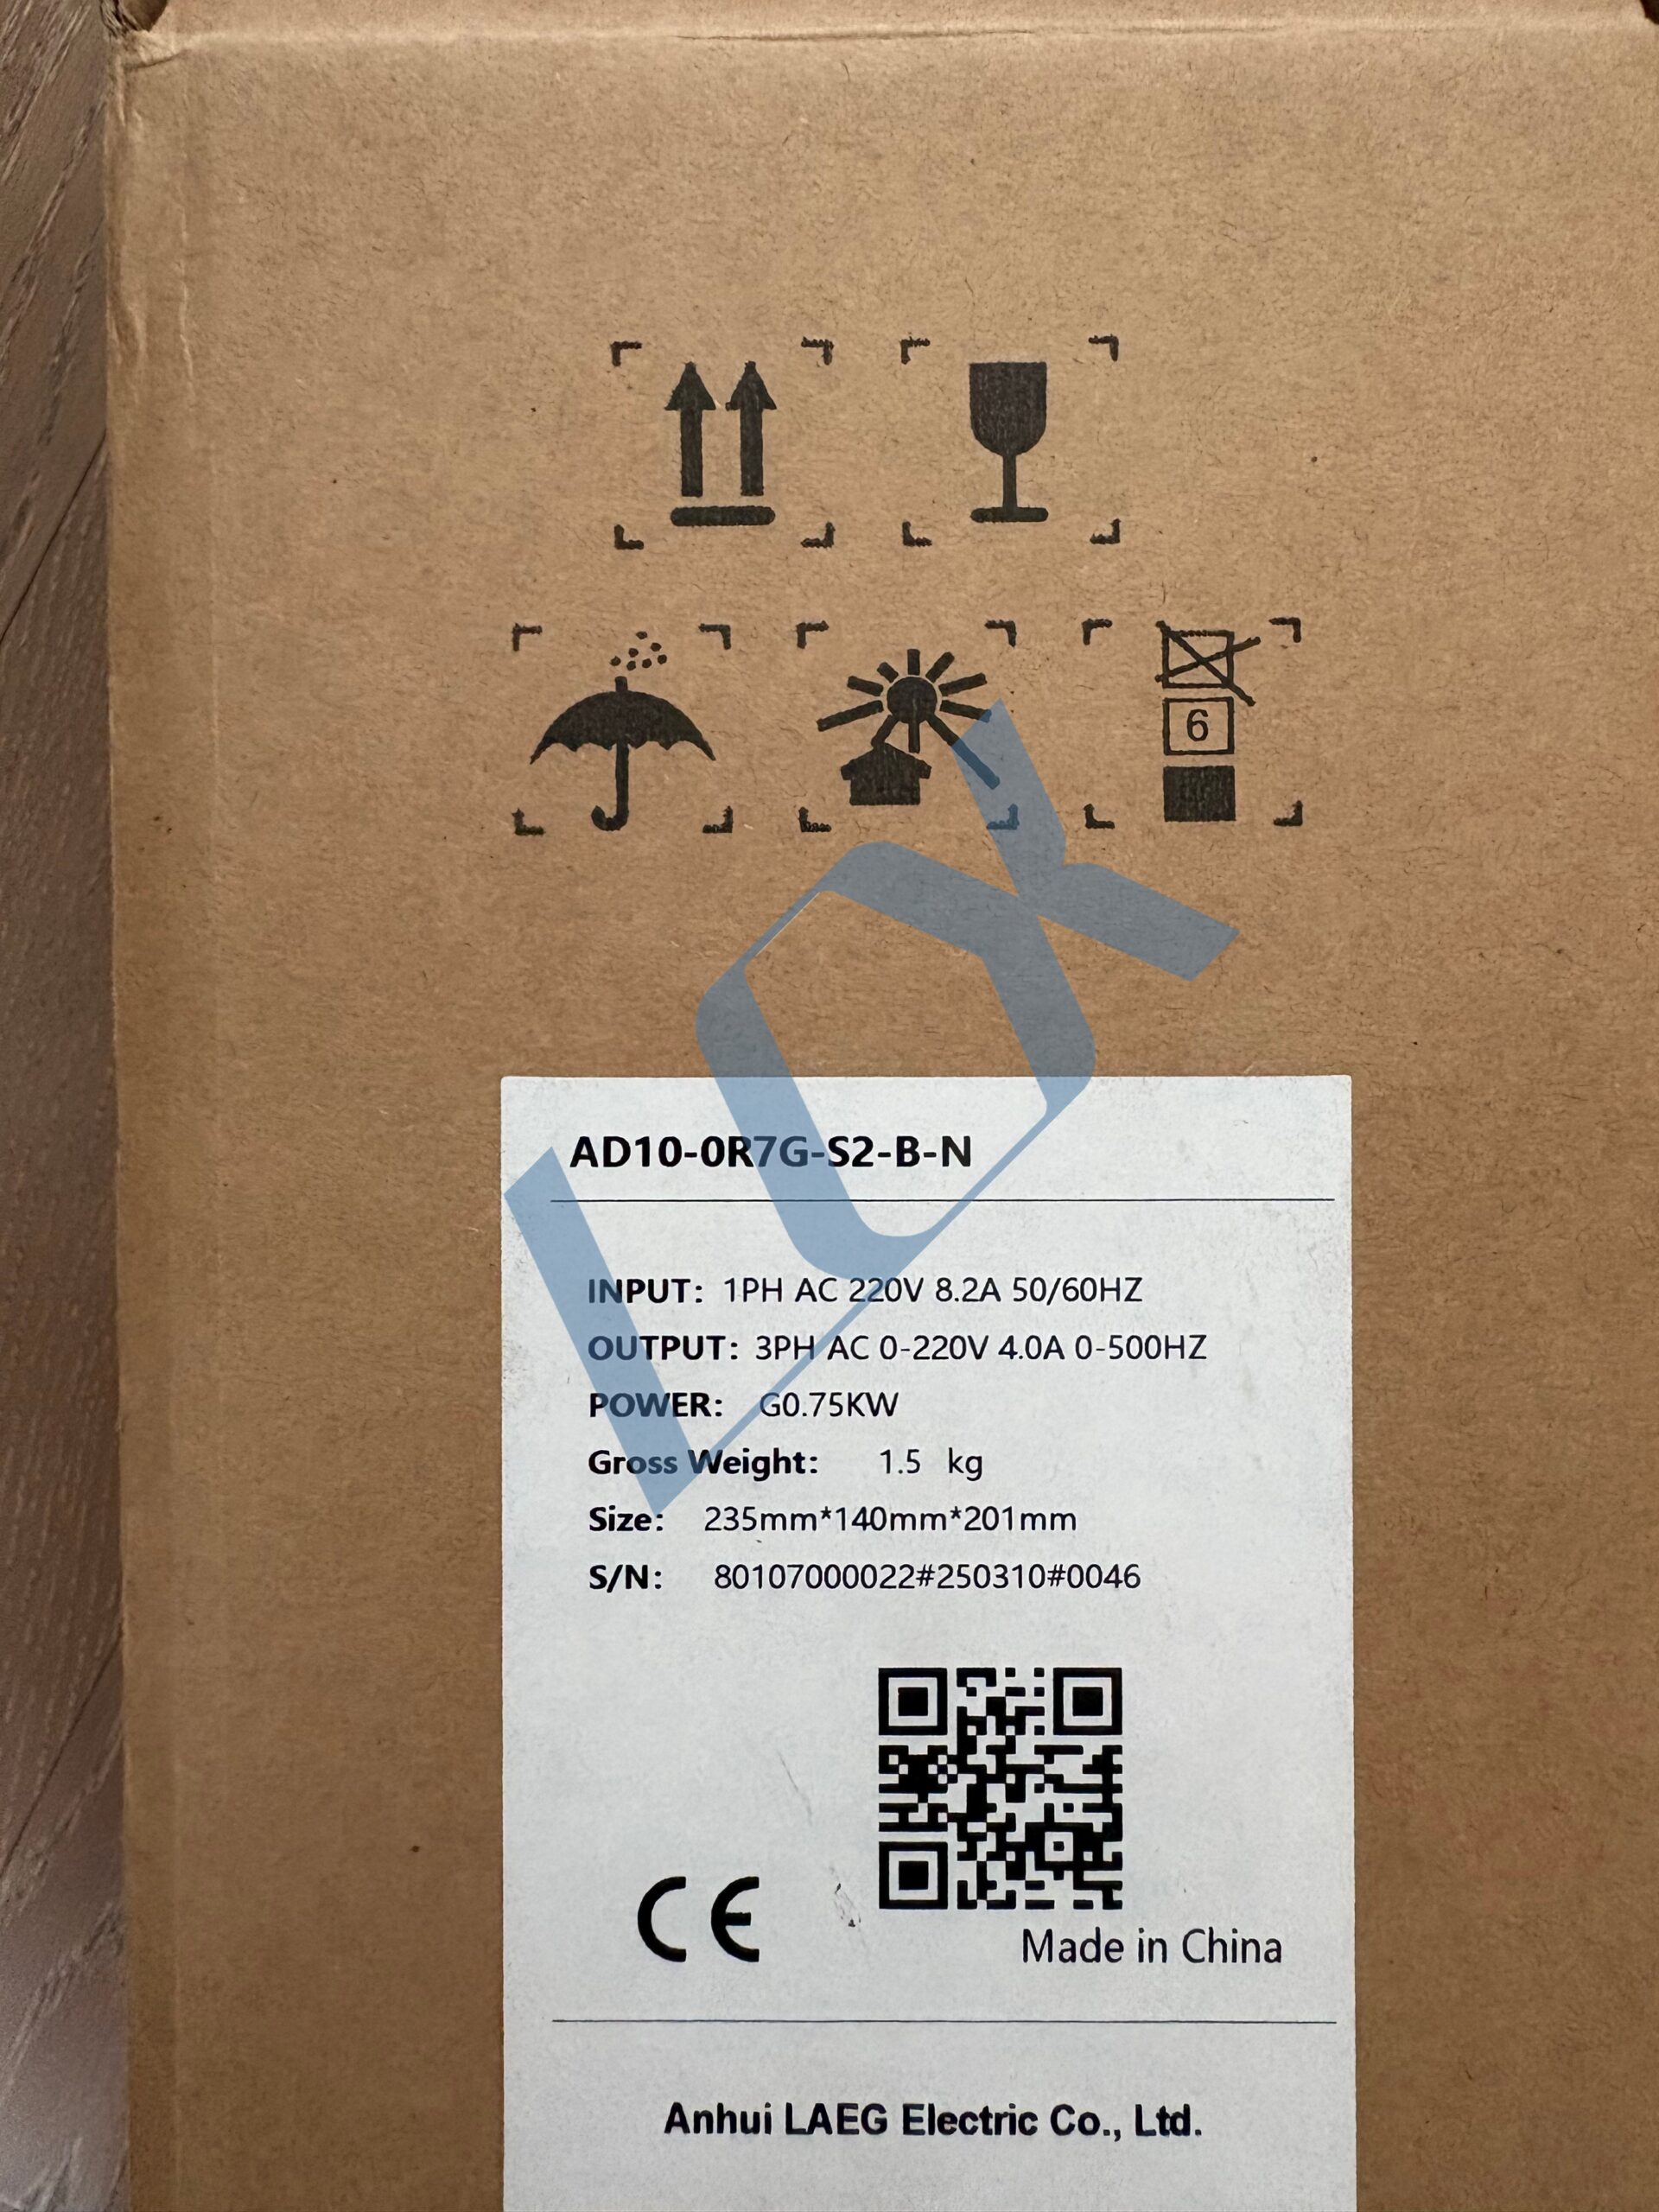 6
LOX
AD10-0R7G-S2-B-N
INPUT: 1PH AC 220V 8.2A 50/60HZ
OUTPUT: 3PH AC 0-220V 4.0A 0-500HZ
POWER: G0.75KW
Gross Weight: 1.5 kg
Size: 235mm*140mm*201mm
S/N: 80107000022#250310#0046
CE
Made in China
Anhui LAEG Electric Co., Ltd.